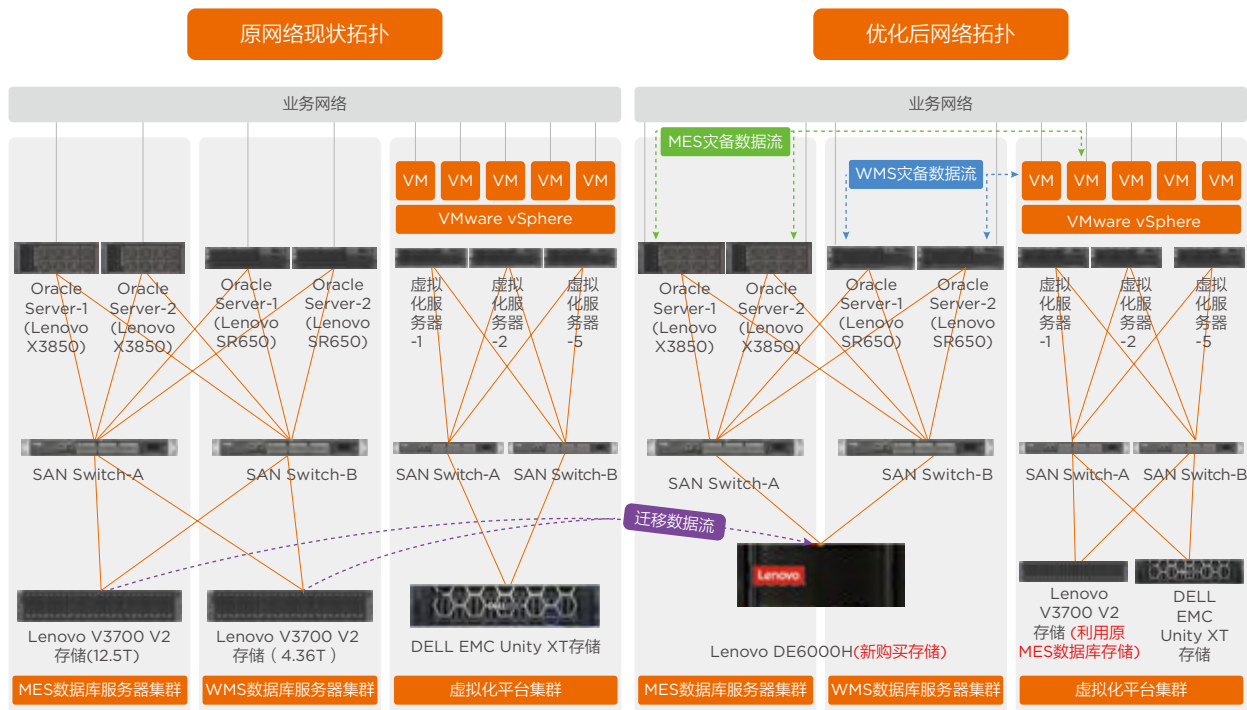 原网络现状拓扑
优化后网络拓扑
业务网络
VM
VM
VM
VM
VM
VMware vSphere
Oracle
Server-1
(Lenovo
X3850)
Oracle
Server-2
(Lenovo
X3850)
Oracle
Server-1
(Lenovo
SR650)
Oracle
Server-2
(Lenovo
SR650)
虚拟
化服
务器
-1
虚拟
化服
务器
-2
虚拟
化服
务器
-5
SAN Switch-A
SAN Switch-B
SAN Switch-A
SAN Switch-B
Lenovo V3700 V2
存储(12.5T)
Lenovo V3700 V2
存储（4.36T）
DELL EMC Unity XT存储
MES数据库服务器集群
WMS数据库服务器集群
虚拟化平台集群
迁移数据流
业务网络
MES灾备数据流
WMS灾备数据流
VM
VM
VM
VM
VM
VMware vSphere
Oracle
Server-1
(Lenovo
X3850)
Oracle
Server-2
(Lenovo
X3850)
Oracle
Server-1
(Lenovo
SR650)
Oracle
Server-2
(Lenovo
SR650)
虚拟
化服
务器
-1
虚拟
化服
务器
-2
虚拟
化服
务器
-5
SAN Switch-A
SAN Switch-B
SAN Switch-A
SAN Switch-B
Lenovo
Lenovo DE6000H(新购买存储)
Lenovo
V3700 V2
存储 (利用原
MES数据库存储)
DELL
EMC
Unity XT
存储
MES数据库服务器集群
WMS数据库服务器集群
虚拟化平台集群